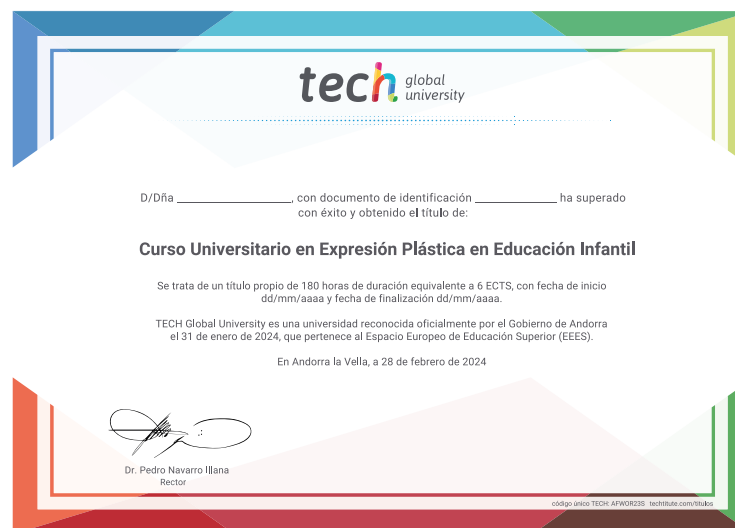 tech global university
D/Dña ____________________, con documento de identificación ______________ ha superado
con éxito y obtenido el título de:
Curso Universitario en Expresión Plástica en Educación Infantil
Se trata de un título propio de 180 horas de duración equivalente a 6 ECTS, con fecha de inicio
dd/mm/aaaa y fecha de finalización dd/mm/aaaa.
TECH Global University es una universidad reconocida oficialmente por el Gobierno de Andorra
el 31 de enero de 2024, que pertenece al Espacio Europeo de Educación Superior (EEES).
En Andorra la Vella, a 28 de febrero de 2024
Dr. Pedro Navarro Illana
Rector
código único TECH: AFWOR23S techtitute.com/titulos